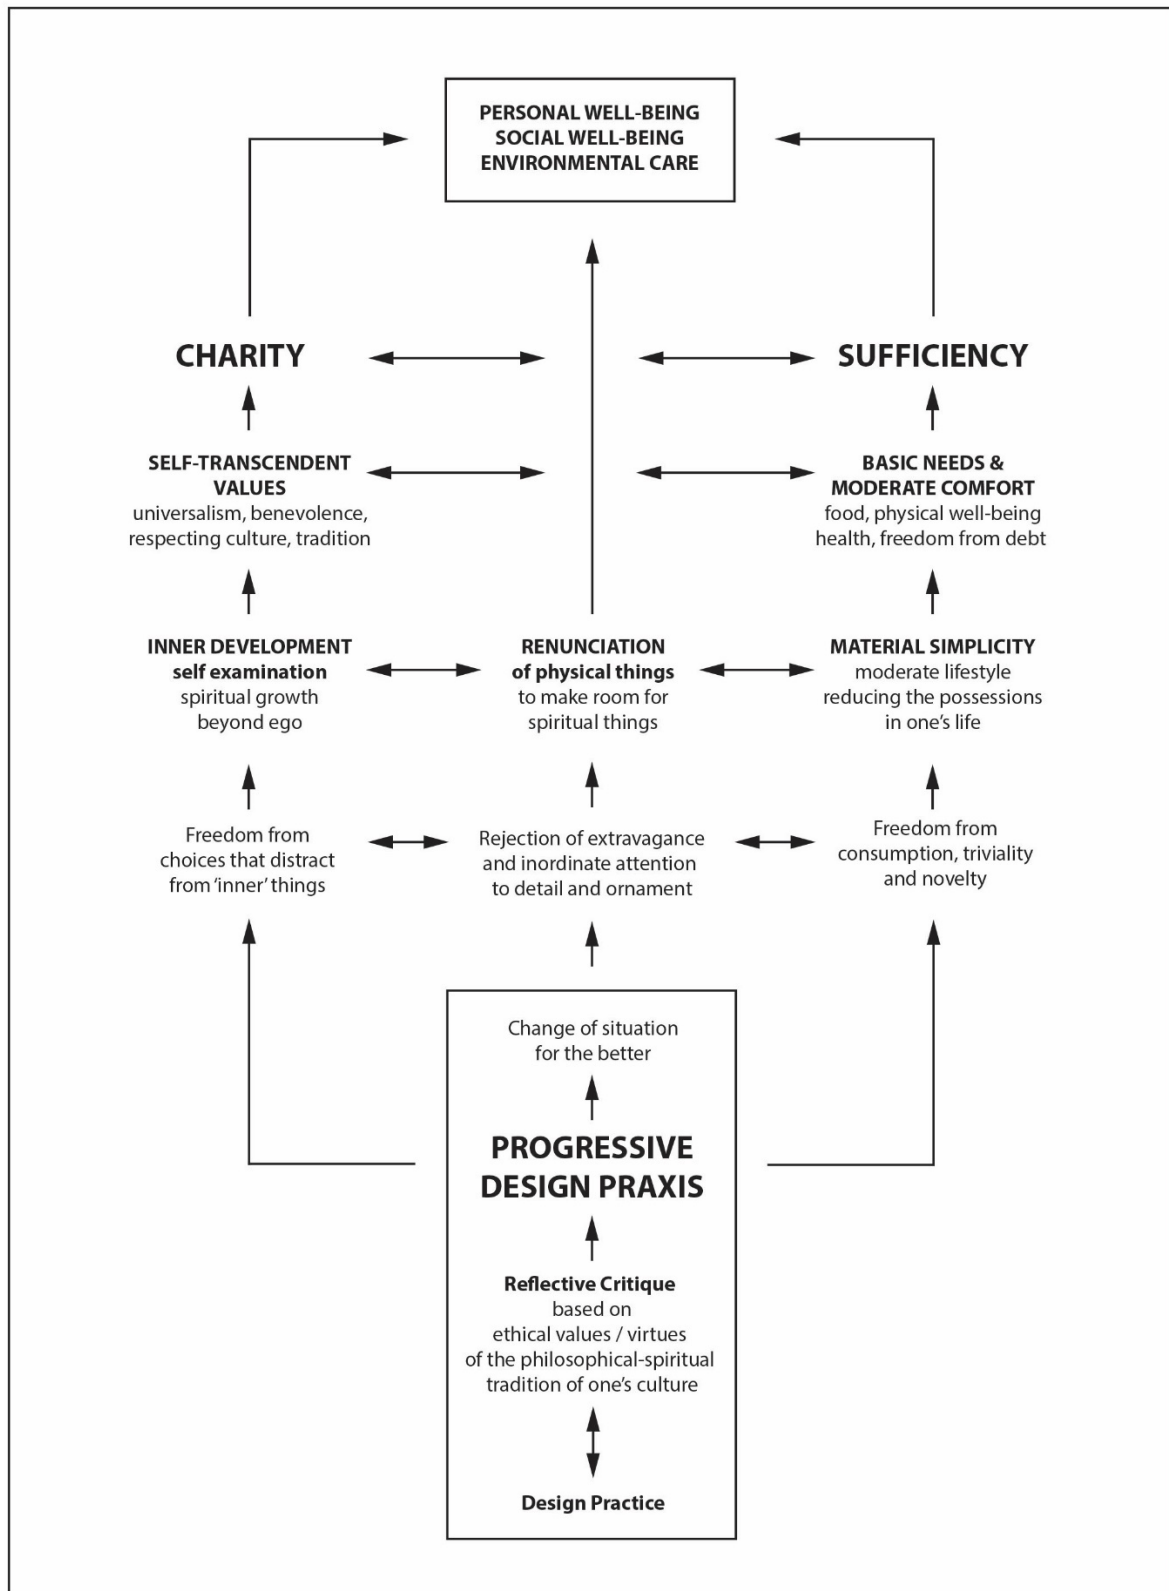 PERSONAL WELL-BEING
SOCIAL WELL-BEING
ENVIRONMENTAL CARE
CHARITY
SUFFICIENCY
SELF-TRANSCENDENT
VALUES
universalism, benevolence,
respecting culture, tradition
BASIC NEEDS &
MODERATE COMFORT
food, physical well-being
health, freedom from debt
INNER DEVELOPMENT
self examination
spiritual growth
beyond ego
RENUNCIATION
of physical things
to make room for
spiritual things
MATERIAL SIMPLICITY
moderate lifestyle
reducing the possessions
in one’s life
Freedom from
choices that distract
from ‘inner’ things
Rejection of extravagance
and inordinate attention
to detail and ornament
Freedom from
consumption, triviality
and novelty
Change of situation
for the better
PROGRESSIVE
DESIGN PRAXIS
Reflective Critique
based on
ethical values / virtues
of the philosophical-spiritual
tradition of one’s culture
Design Practice